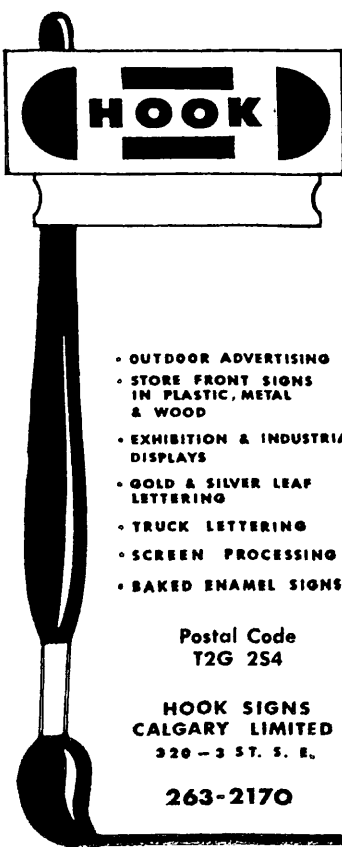 HOOK
• OUTDOOR ADVERTISING
• STORE FRONT SIGNS
IN PLASTIC, METAL
& WOOD
• EXHIBITION & INDUSTRIA
DISPLAYS
• GOLD & SILVER LEAF
LETTERING
• TRUCK LETTERING
• SCREEN PROCESSING
• BAKED ENAMEL SIGNS
Postal Code
T2G 2S4
HOOK SIGNS
CALGARY LIMITED
320 – 3 ST. S. E.
263-2170